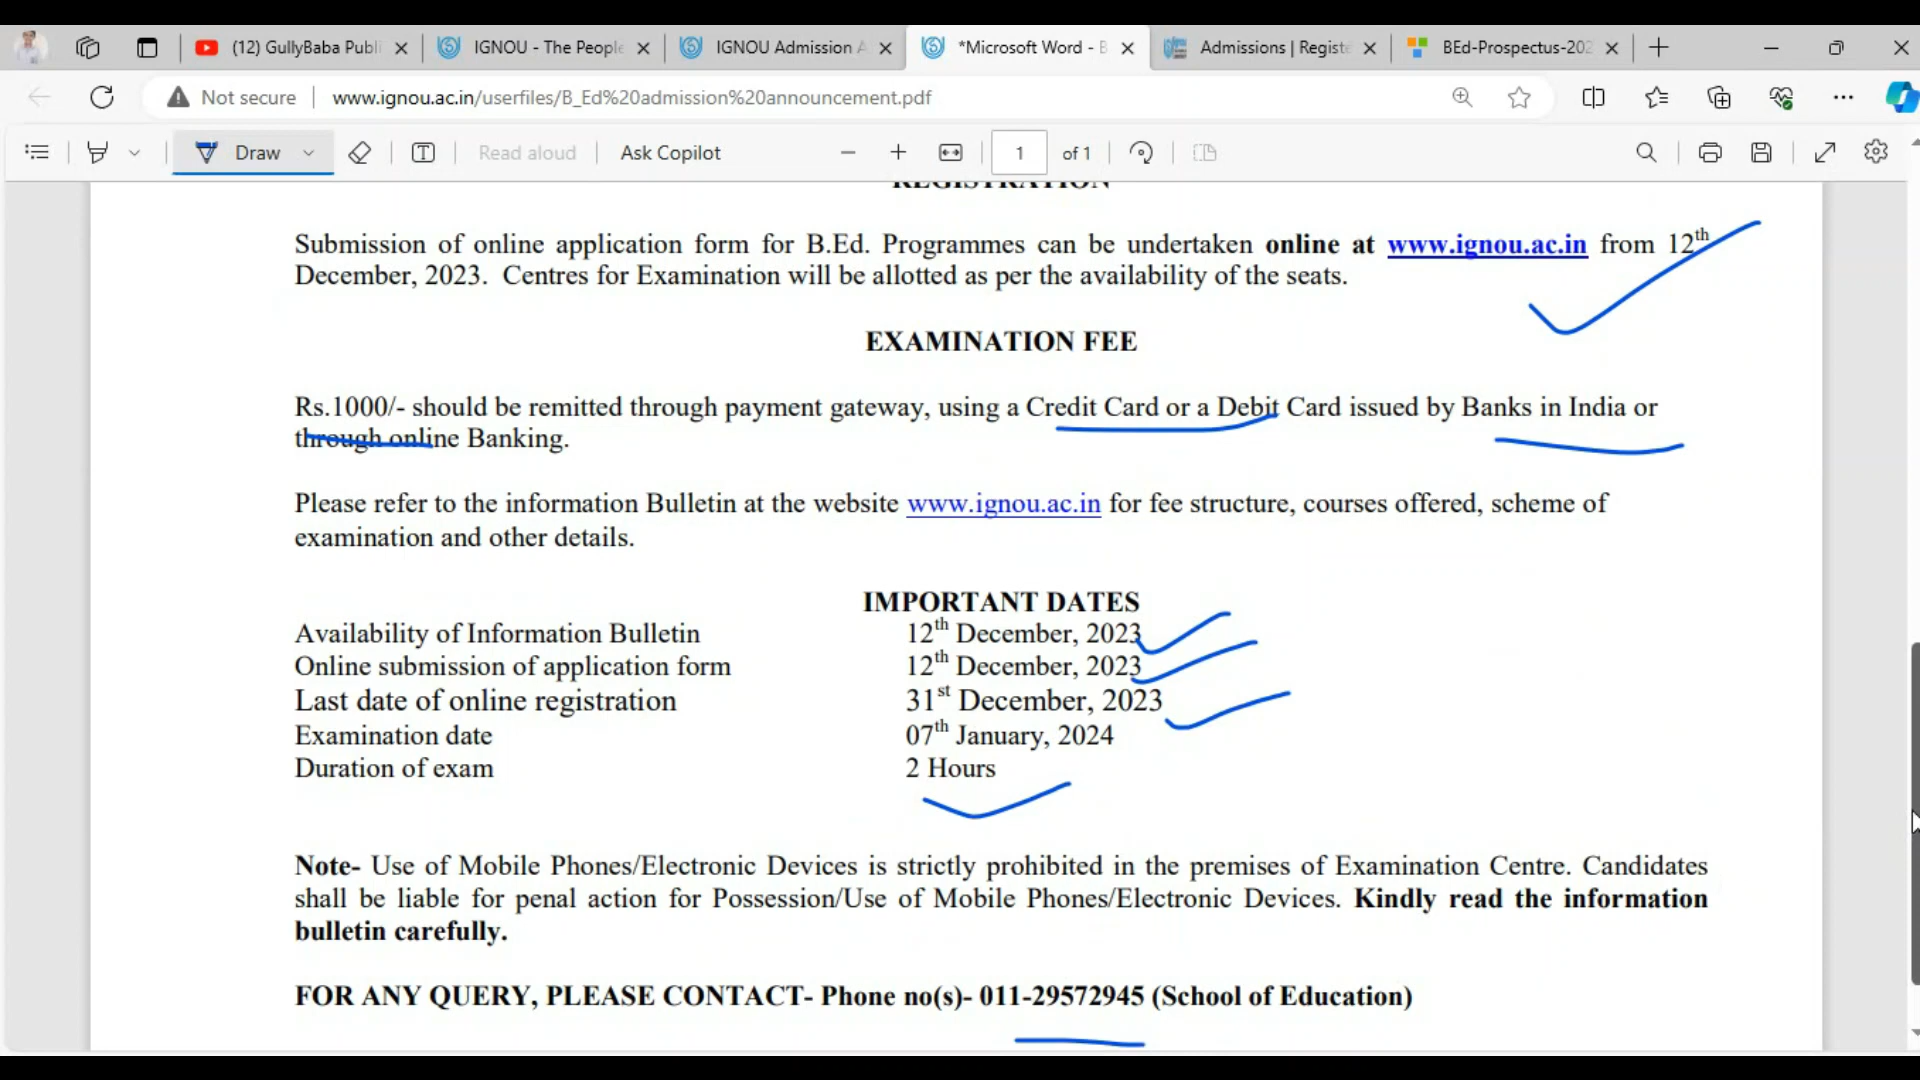 (12) GullyBaba Publi
IGNOU - The People
IGNOU Admission A
*Microsoft Word - B
Admissions | Registr
BEd-Prospectus-202
Not secure
www.ignou.ac.in/userfiles/B_Ed%20admission%20announcement.pdf
Draw
Read aloud
Ask Copilot
1
of 1
REGISTRATION
Submission of online application form for B.Ed. Programmes can be undertaken online at www.ignou.ac.in from 12th
December, 2023. Centres for Examination will be allotted as per the availability of the seats.
EXAMINATION FEE
Rs.1000/- should be remitted through payment gateway, using a Credit Card or a Debit Card issued by Banks in India or
through online Banking.
Please refer to the information Bulletin at the website www.ignou.ac.in for fee structure, courses offered, scheme of
examination and other details.
IMPORTANT DATES
Availability of Information Bulletin 12th December, 2023
Online submission of application form 12th December, 2023
Last date of online registration 31st December, 2023
Examination date 07th January, 2024
Duration of exam 2 Hours
Note- Use of Mobile Phones/Electronic Devices is strictly prohibited in the premises of Examination Centre. Candidates
shall be liable for penal action for Possession/Use of Mobile Phones/Electronic Devices. Kindly read the information
bulletin carefully.
FOR ANY QUERY, PLEASE CONTACT- Phone no(s)- 011-29572945 (School of Education)